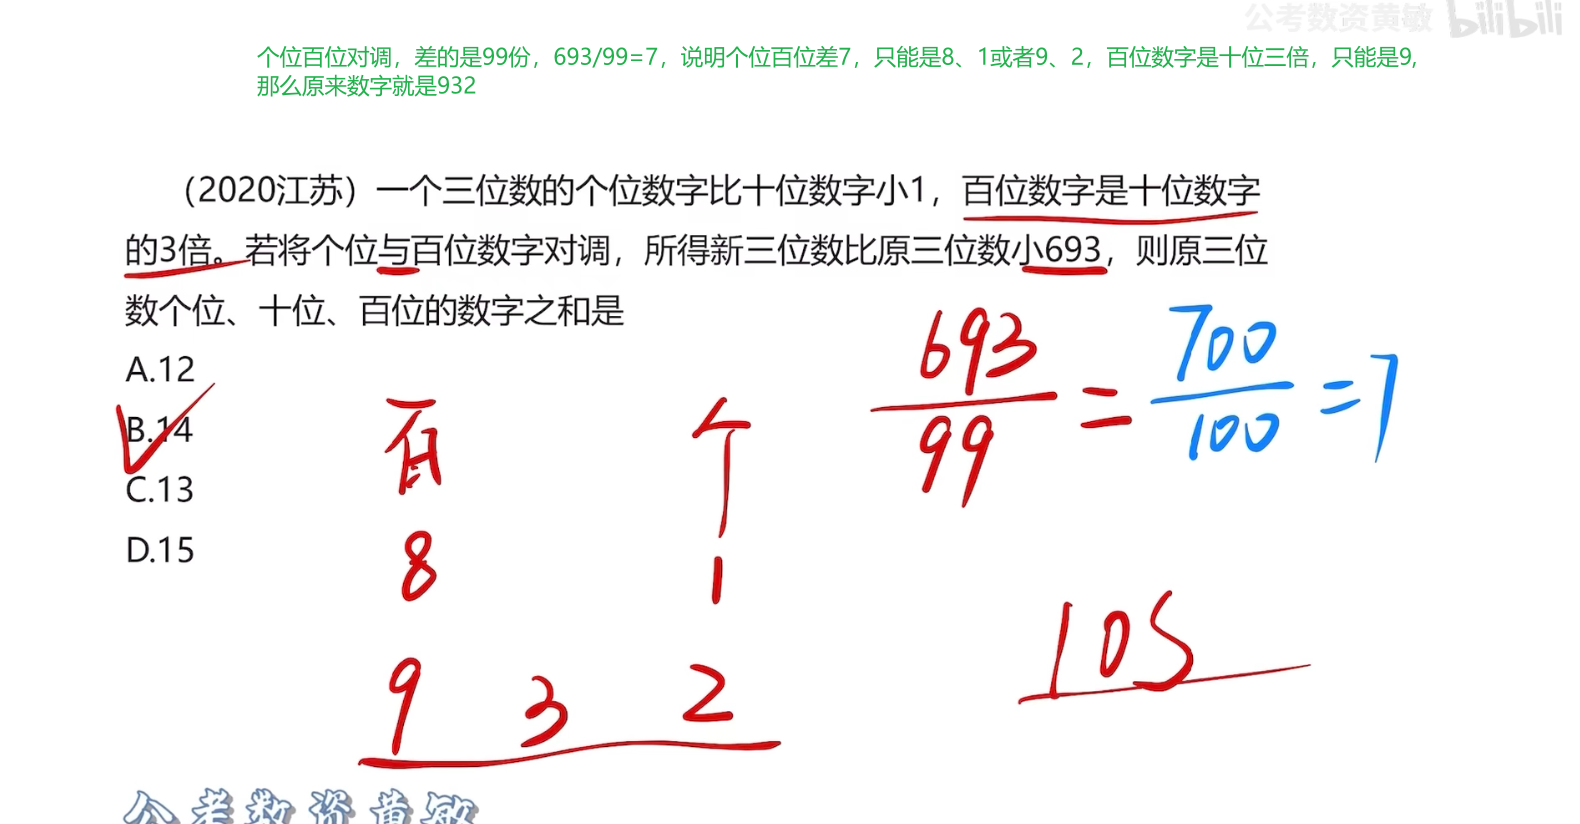 公考数资黄敏 bilibili
个位百位对调，差的是99份，693/99=7，说明个位百位差7，只能是8、1或者9、2，百位数字是十位三倍，只能是9,
那么原来数字就是932
（2020江苏）一个三位数的个位数字比十位数字小1，百位数字是十位数字
的3倍。若将个位与百位数字对调，所得新三位数比原三位数小693，则原三位
数个位、十位、百位的数字之和是
A.12
B.14
C.13
D.15
693/99=700/100=7
百 个
8 1
9 3 2
105
公考数资黄敏